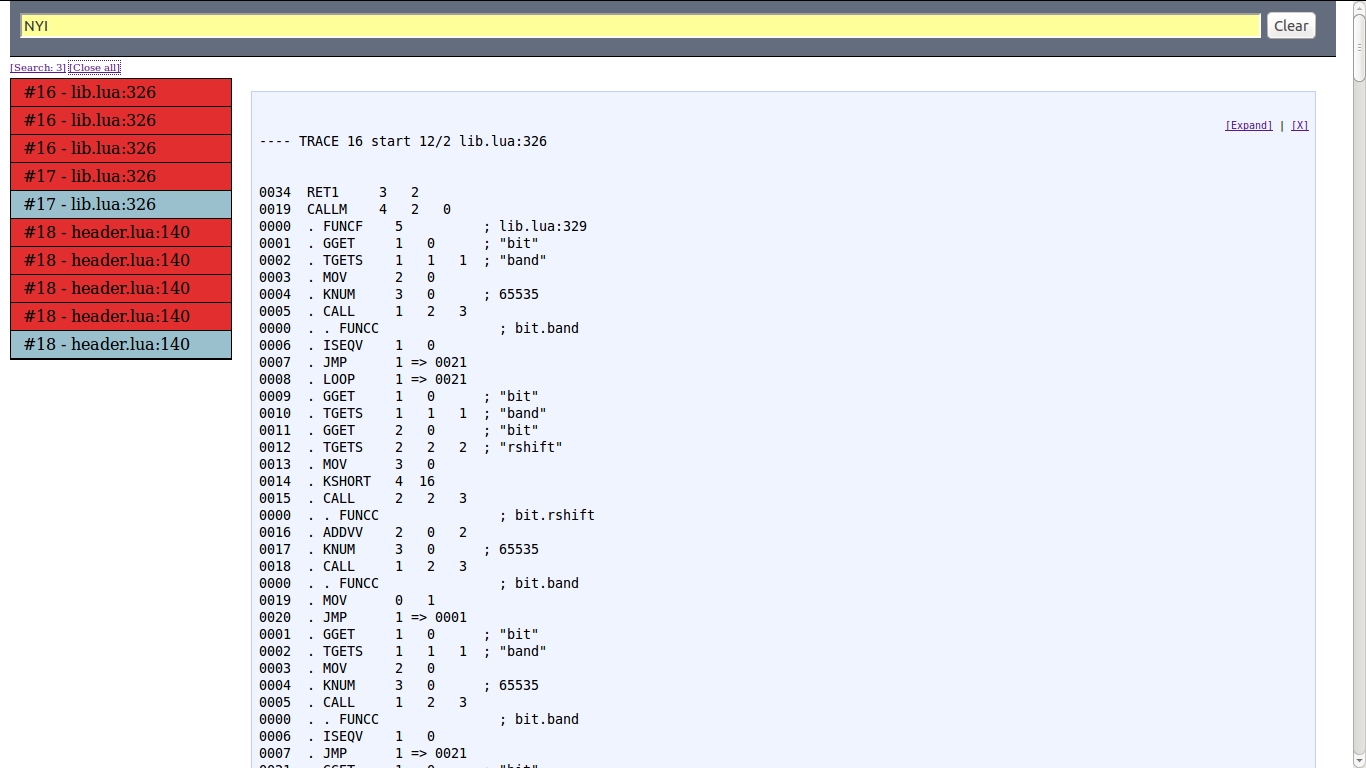 NYI
Clear
[Search: 3] [Close all]
#16 - lib.lua:326
#16 - lib.lua:326
#16 - lib.lua:326
#17 - lib.lua:326
#17 - lib.lua:326
#18 - header.lua:140
#18 - header.lua:140
#18 - header.lua:140
#18 - header.lua:140
#18 - header.lua:140
[Expand] | [X]
---- TRACE 16 start 12/2 lib.lua:326
0034  RET1     3   2
0019  CALLM    4   2   0
0000  . FUNCF    5          ; lib.lua:329
0001  . GGET     1   0      ; "bit"
0002  . TGETS    1   1   1  ; "band"
0003  . MOV      2   0
0004  . KNUM     3   0      ; 65535
0005  . CALL     1   2   3
0000  . . FUNCC               ; bit.band
0006  . ISEQV    1   0
0007  . JMP      1 => 0021
0008  . LOOP     1 => 0021
0009  . GGET     1   0      ; "bit"
0010  . TGETS    1   1   1  ; "band"
0011  . GGET     2   0      ; "bit"
0012  . TGETS    2   2   2  ; "rshift"
0013  . MOV      3   0
0014  . KSHORT   4  16
0015  . CALL     2   2   3
0000  . . FUNCC               ; bit.rshift
0016  . ADDVV    2   0   2
0017  . KNUM     3   0      ; 65535
0018  . CALL     1   2   3
0000  . . FUNCC               ; bit.band
0019  . MOV      0   1
0020  . JMP      1 => 0001
0001  . GGET     1   0      ; "bit"
0002  . TGETS    1   1   1  ; "band"
0003  . MOV      2   0
0004  . KNUM     3   0      ; 65535
0005  . CALL     1   2   3
0000  . . FUNCC               ; bit.band
0006  . ISEQV    1   0
0007  . JMP      1 => 0021
0021  . GGET     1   0      ; "bit"